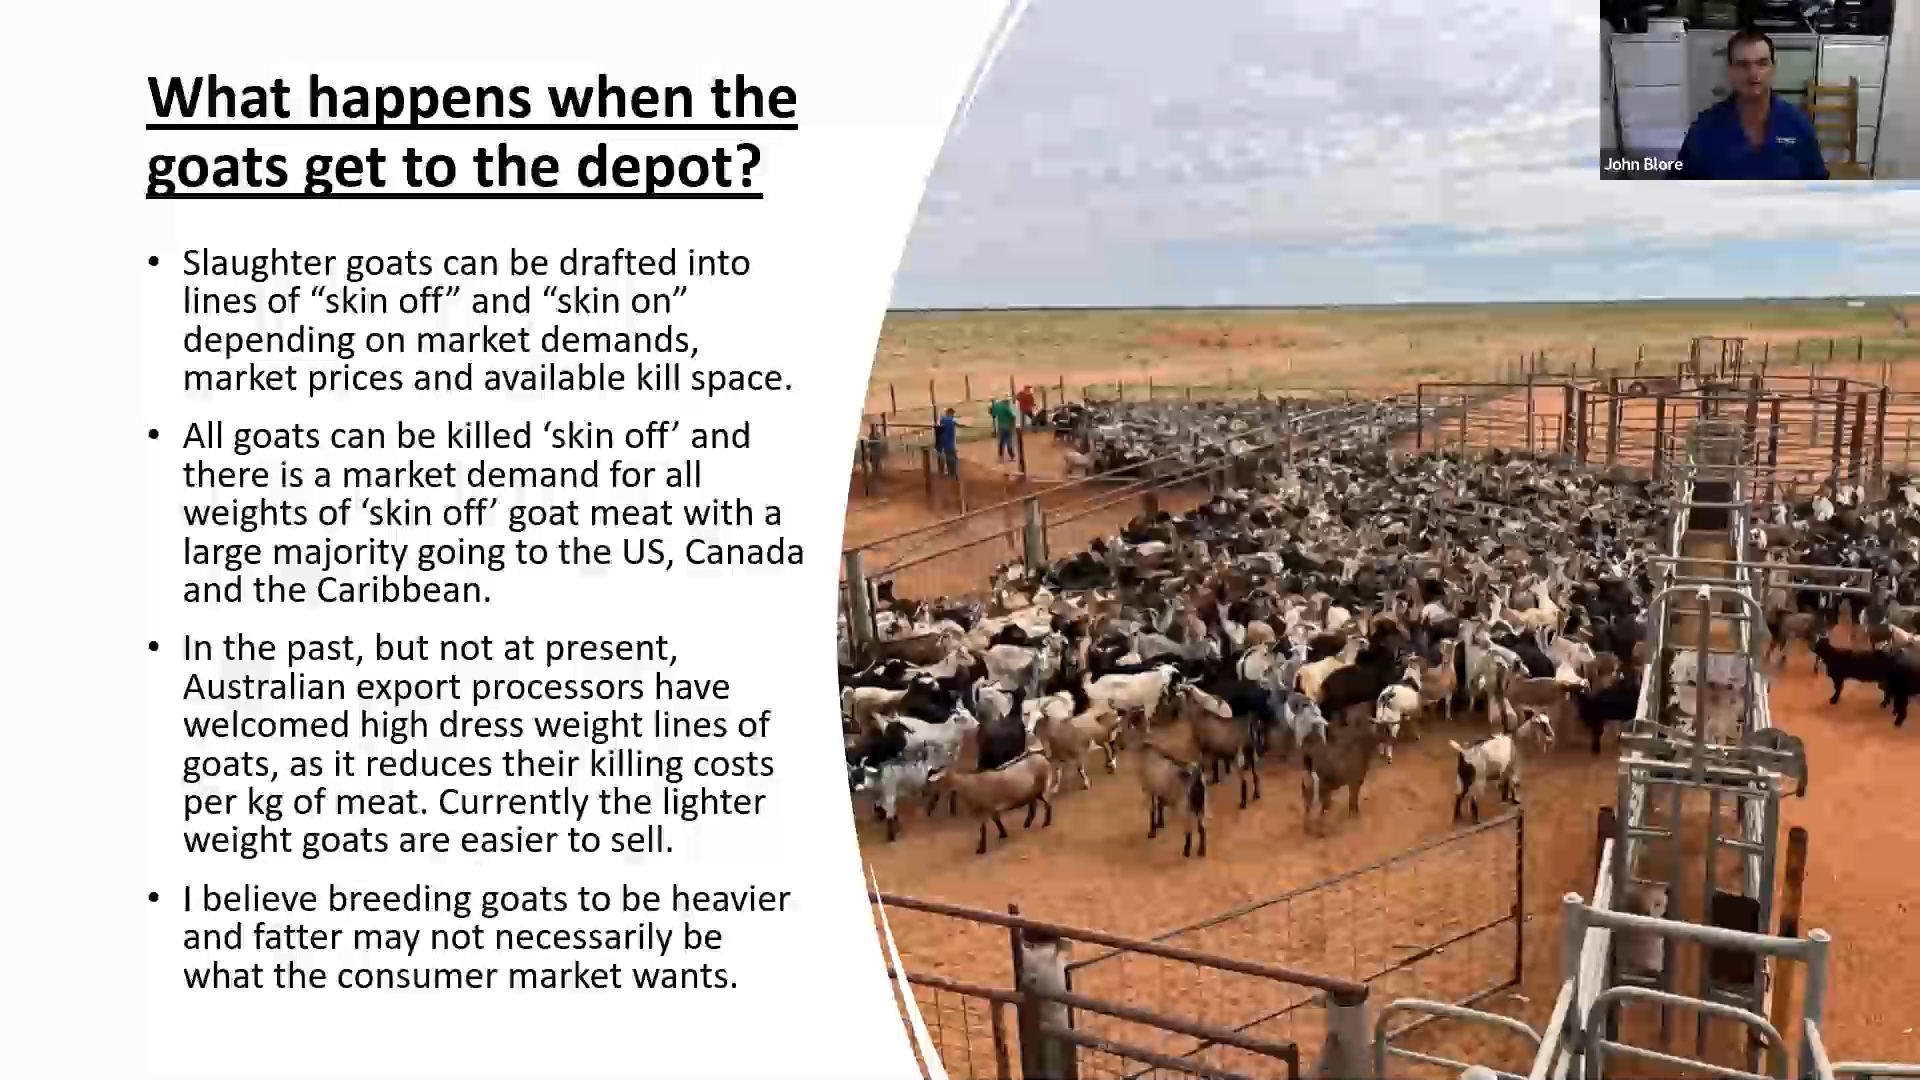 What happens when the
goats get to the depot?
• Slaughter goats can be drafted into
lines of “skin off” and “skin on”
depending on market demands,
market prices and available kill space.
• All goats can be killed ‘skin off’ and
there is a market demand for all
weights of ‘skin off’ goat meat with a
large majority going to the US, Canada
and the Caribbean.
• In the past, but not at present,
Australian export processors have
welcomed high dress weight lines of
goats, as it reduces their killing costs
per kg of meat. Currently the lighter
weight goats are easier to sell.
• I believe breeding goats to be heavier
and fatter may not necessarily be
what the consumer market wants.
John Blore